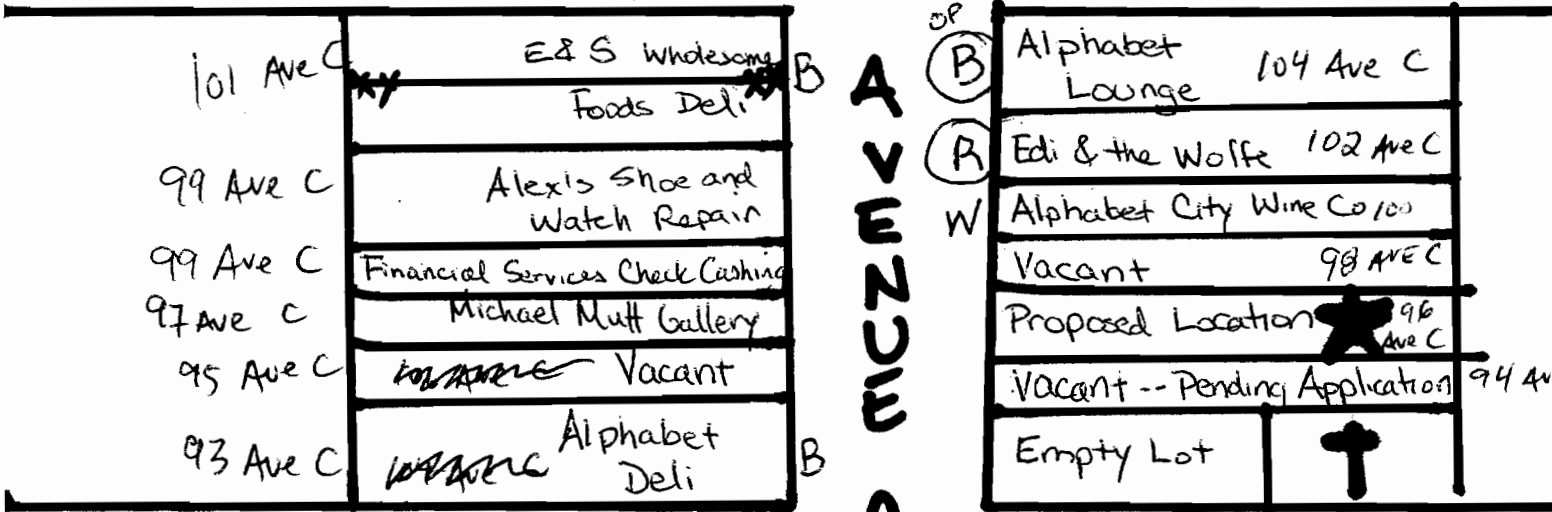 101 Ave C
E & S Wholesome
Foods Deli
B
99 Ave C
Alex's Shoe and
Watch Repair
99 Ave C
Financial Services Check Cashing
97 Ave C
Michael Mutt Gallery
95 Ave C
Vacant
93 Ave C
Alphabet
Deli
B
AVENUE
OP
B
Alphabet
Lounge
104 Ave C
R
Edi & the Wolfe 102 Ave C
W
Alphabet City Wine Co 100
Vacant 98 AVE C
Proposed Location 96
Ave C
Vacant -- Pending Application 94 Av
Empty Lot